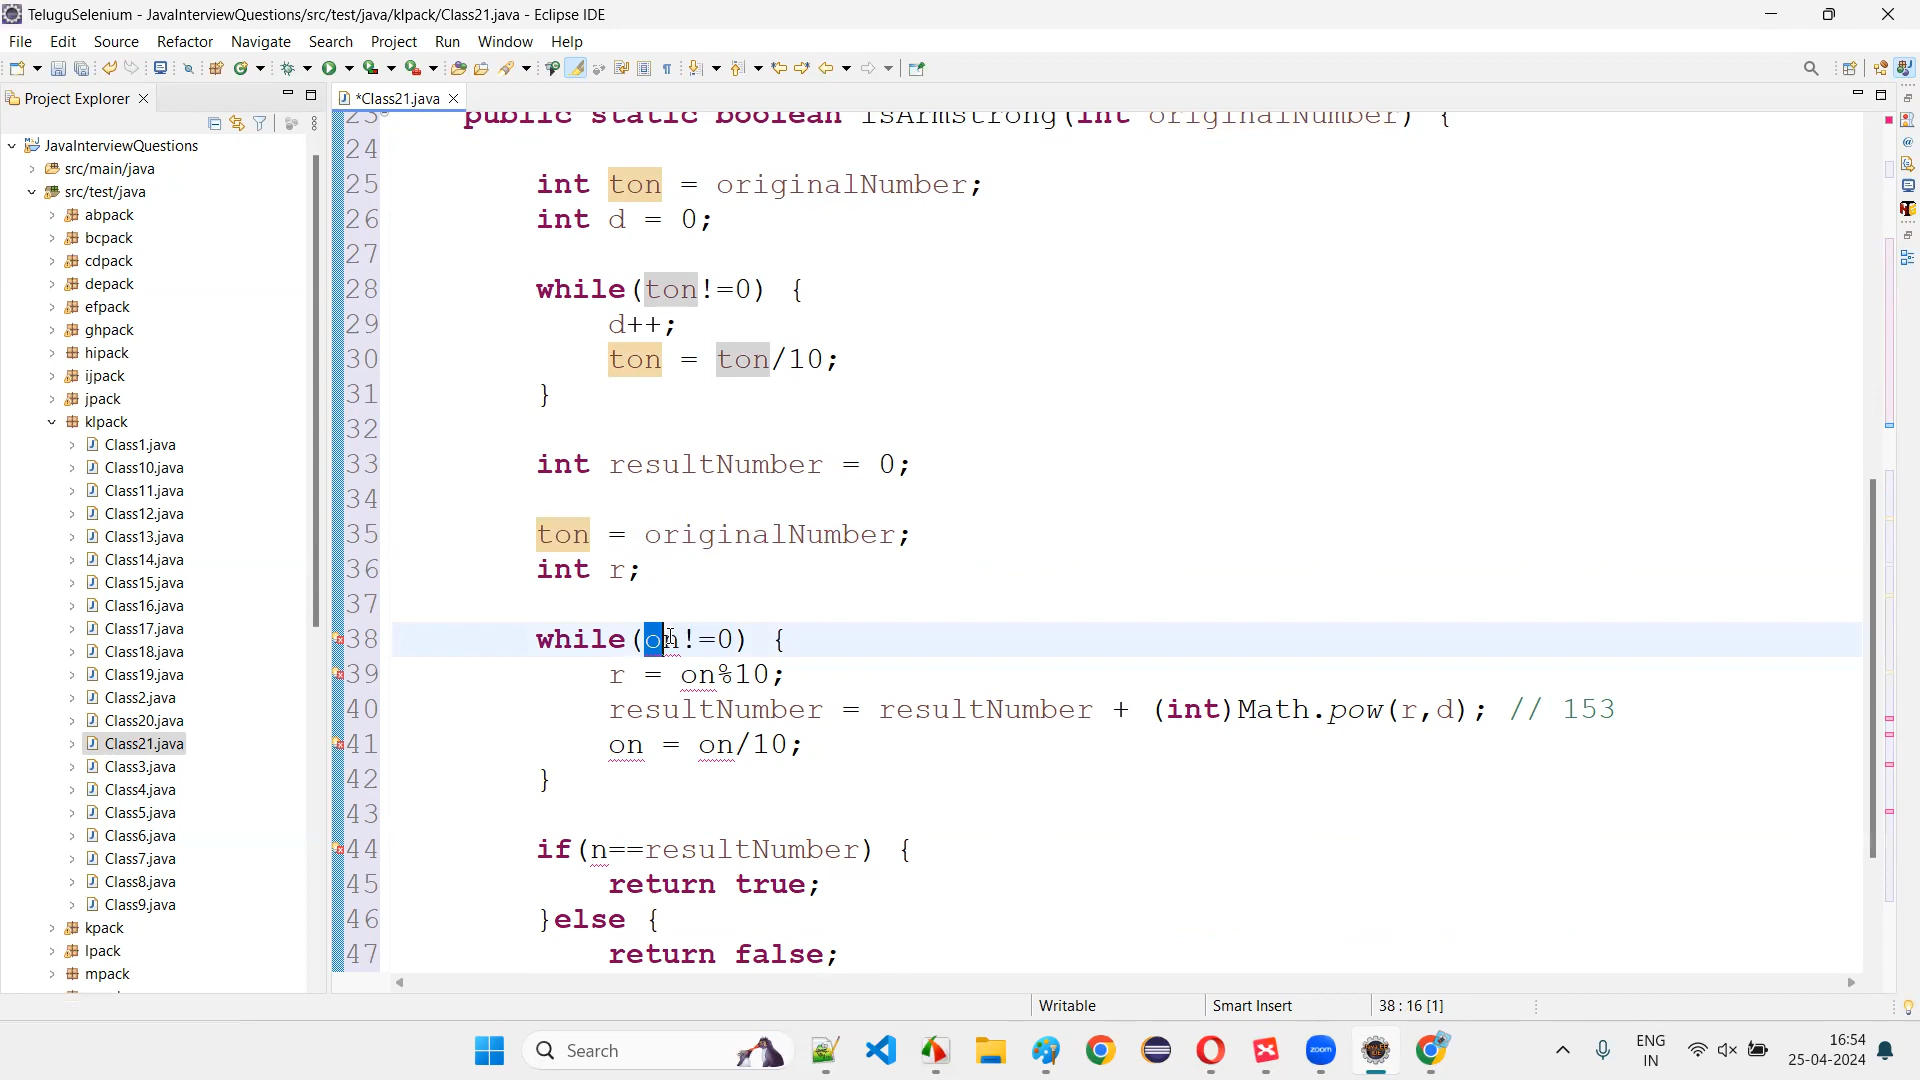 TeluguSelenium - JavaInterviewQuestions/src/test/java/klpack/Class21.java - Eclipse IDE
File Edit Source Refactor Navigate Search Project Run Window Help
Project Explorer
*Class21.java
JavaInterviewQuestions
src/main/java
src/test/java
abpack
bcpack
cdpack
depack
efpack
ghpack
hipack
ijpack
jpack
klpack
Class1.java
Class10.java
Class11.java
Class12.java
Class13.java
Class14.java
Class15.java
Class16.java
Class17.java
Class18.java
Class19.java
Class2.java
Class20.java
Class21.java
Class3.java
Class4.java
Class5.java
Class6.java
Class7.java
Class8.java
Class9.java
kpack
lpack
mpack
23 public static boolean isArmstrong(int originalNumber) {
24
25 int ton = originalNumber;
26 int d = 0;
27
28 while(ton!=0) {
29 d++;
30 ton = ton/10;
31 }
32
33 int resultNumber = 0;
34
35 ton = originalNumber;
36 int r;
37
38 while(on!=0) {
39 r = on%10;
40 resultNumber = resultNumber + (int)Math.pow(r,d); // 153
41 on = on/10;
42 }
43
44 if(n==resultNumber) {
45 return true;
46 }else {
47 return false;
Writable Smart Insert 38 : 16 [1]
Search
zoom
ENG
IN
16:54
25-04-2024